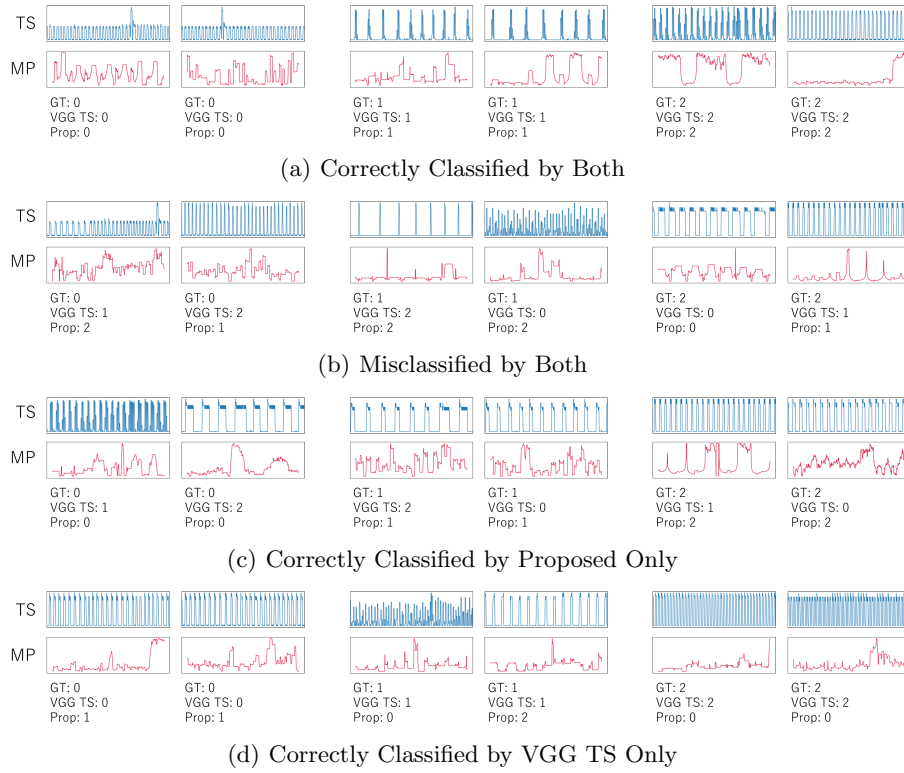 TS
MP
GT: 0
VGG TS: 0
Prop: 0
GT: 0
VGG TS: 0
Prop: 0
GT: 1
VGG TS: 1
Prop: 1
GT: 1
VGG TS: 1
Prop: 1
GT: 2
VGG TS: 2
Prop: 2
GT: 2
VGG TS: 2
Prop: 2
(a) Correctly Classified by Both
TS
MP
GT: 0
VGG TS: 1
Prop: 2
GT: 0
VGG TS: 2
Prop: 1
GT: 1
VGG TS: 2
Prop: 2
GT: 1
VGG TS: 0
Prop: 2
GT: 2
VGG TS: 0
Prop: 0
GT: 2
VGG TS: 1
Prop: 1
(b) Misclassified by Both
TS
MP
GT: 0
VGG TS: 1
Prop: 0
GT: 0
VGG TS: 2
Prop: 0
GT: 1
VGG TS: 2
Prop: 1
GT: 1
VGG TS: 0
Prop: 1
GT: 2
VGG TS: 1
Prop: 2
GT: 2
VGG TS: 0
Prop: 2
(c) Correctly Classified by Proposed Only
TS
MP
GT: 0
VGG TS: 0
Prop: 1
GT: 0
VGG TS: 0
Prop: 1
GT: 1
VGG TS: 1
Prop: 0
GT: 1
VGG TS: 1
Prop: 2
GT: 2
VGG TS: 2
Prop: 0
GT: 2
VGG TS: 2
Prop: 0
(d) Correctly Classified by VGG TS Only